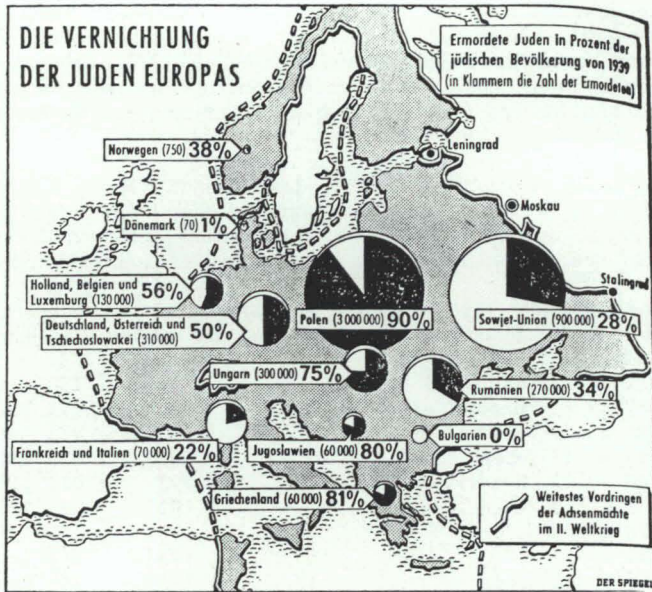 DIE VERNICHTUNG
DER JUDEN EUROPAS
Ermordete Juden in Prozent der
jüdischen Bevölkerung von 1939
(in Klammern die Zahl der Ermordeten)
Norwegen (750) 38%
Leningrad
Moskau
Dänemark (70) 1%
Stalingrad
Holland, Belgien und
Luxemburg (130 000) 56%
Deutschland, Österreich und
Tschechoslowakei (310 000) 50%
Polen (3 000 000) 90%
Sowjet-Union (900 000) 28%
Ungarn (300 000) 75%
Rumänien (270 000) 34%
Frankreich und Italien (70 000) 22%
Jugoslawien (60 000) 80%
Bulgarien 0%
Griechenland (60 000) 81%
Weitestes Vordringen
der Achsenmächte
im II. Weltkrieg
DER SPIEGEL